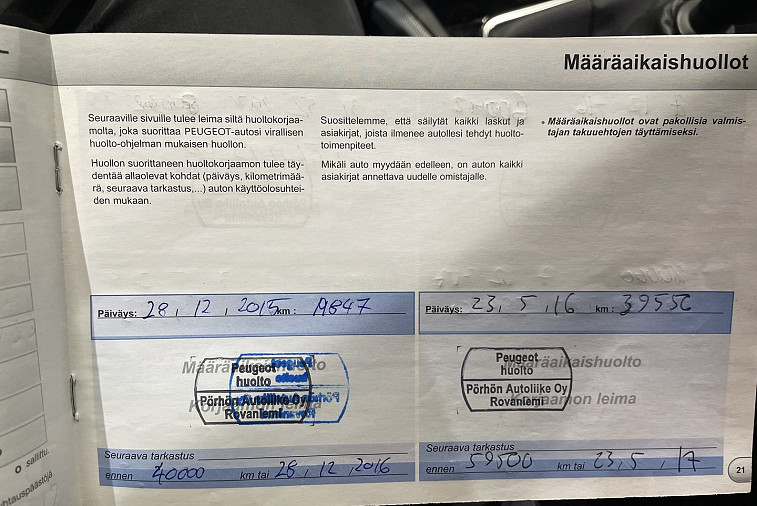 Määräaikaishuollot
Seuraaville sivuille tulee leima siltä huoltokorjaa-
molta, joka suorittaa PEUGEOT-autosi virallisen
huolto-ohjelman mukaisen huollon.
Huollon suorittaneen huoltokorjaamon tulee täy-
dentää allaolevat kohdat (päiväys, kilometrimää-
rä, seuraava tarkastus,...) auton käyttöolosuhtei-
den mukaan.
Suosittelemme, että säilytät kaikki laskut ja
asiakirjat, joista ilmenee autollesi tehdyt huolto-
toimenpiteet.
Mikäli auto myydään edelleen, on auton kaikki
asiakirjat annettava uudelle omistajalle.
• Määräaikaishuollot ovat pakollisia valmis-
tajan takuuehtojen täyttämiseksi.
Päiväys: 28, 12, 2015 km: 19847
Peugeot
huolto
Pörhön Autoliike Oy
Rovaniemi
Seuraava tarkastus
ennen 40000 km tai 28, 12, 2016
Päiväys: 23, 5, 16 km: 39556
Määräaikaishuolto
Peugeot
huolto
Pörhön Autoliike Oy
Rovaniemi
leima
Seuraava tarkastus
ennen 59500 km tai 23, 5, 17
21
sallittu.